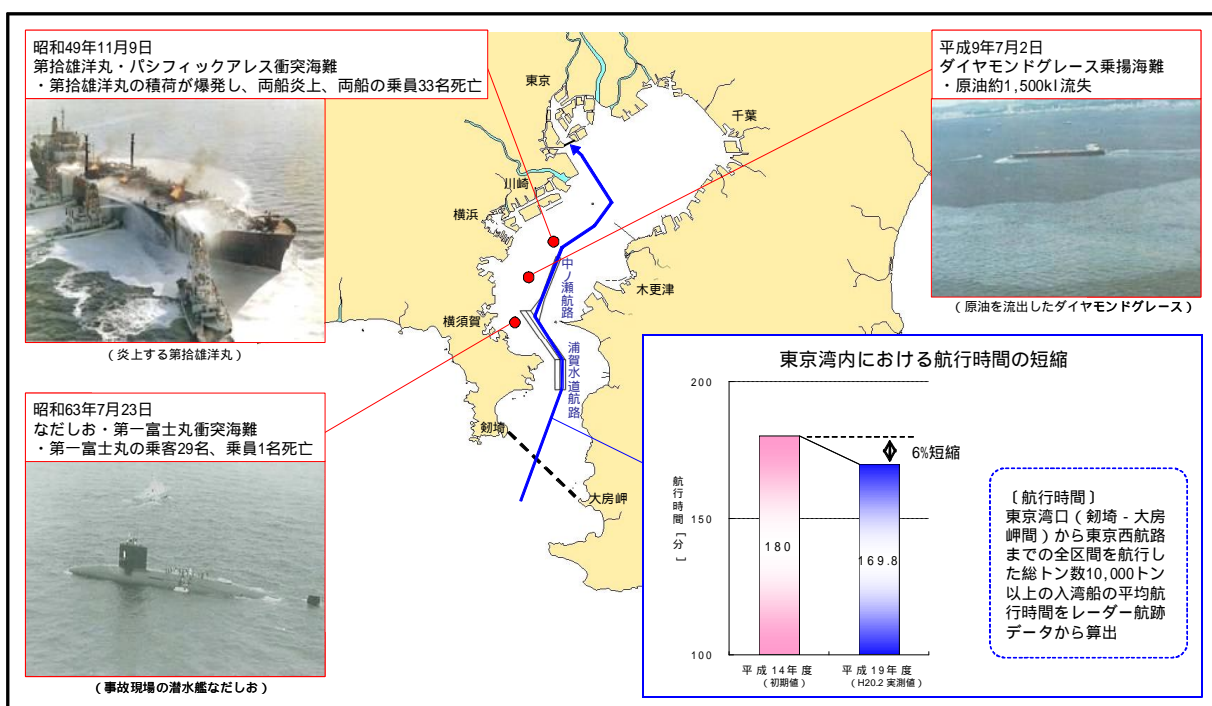 昭和49年11月9日
第拾雄洋丸・パシフィックアレス衝突海難
・第拾雄洋丸の積荷が爆発し、両船炎上、両船の乗員33名死亡
(炎上する第拾雄洋丸)
平成9年7月2日
ダイヤモンドグレース乗揚海難
・原油約1,500kl流失
(原油を流出したダイヤモンドグレース)
昭和63年7月23日
なだしお・第一富士丸衝突海難
・第一富士丸の乗客29名、乗員1名死亡
(事故現場の潜水艦なだしお)
東京
千葉
川崎
横浜
中ノ瀬航路
木更津
横須賀
浦賀水道航路
剱埼
大房岬
東京湾内における航行時間の短縮
200
150
100
航行時間[分]
180
169.8
6%短縮
平成14年度
(初期値)
平成19年度
(H20.2実測値)
〔航行時間〕
東京湾口(剱埼-大房
岬間)から東京西航路
までの全区間を航行し
た総トン数10,000トン
以上の入湾船の平均航
行時間をレーダー航跡
データから算出